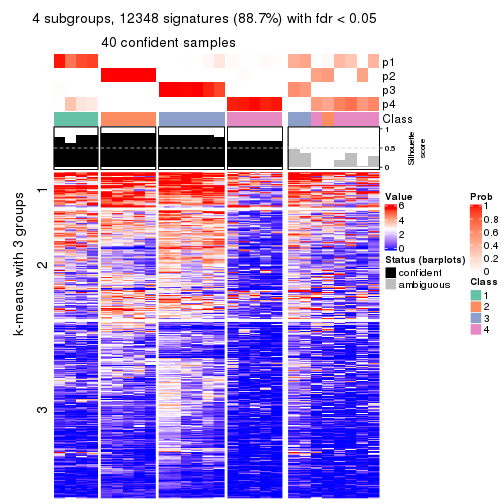 4 subgroups, 12348 signatures (88.7%) with fdr < 0.05
40 confident samples
p1
p2
p3
p4
Class
1
0.5
0
Silhouette
score
k-means with 3 groups
1
2
3
Value
6
4
2
0
Status (barplots)
confident
ambiguous
Prob
1
0.8
0.6
0.4
0.2
0
Class
1
2
3
4